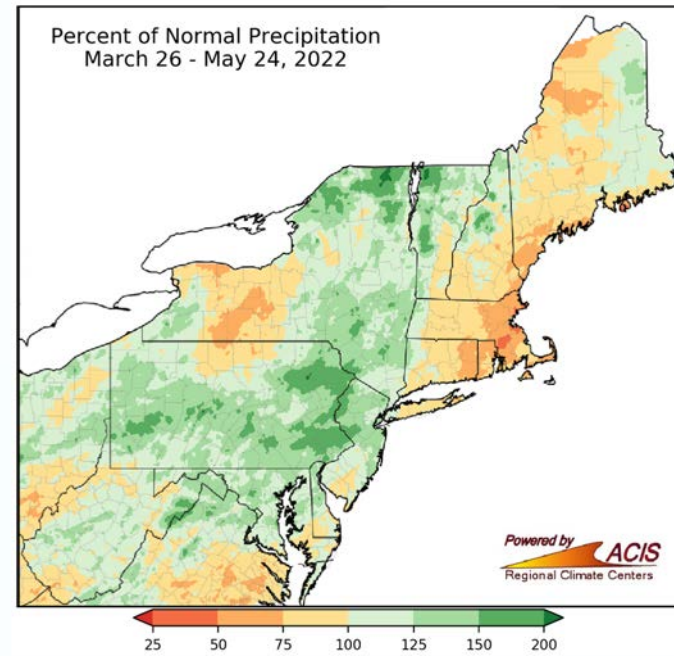 Percent of Normal Precipitation
March 26 - May 24, 2022
Powered by
ACIS
Regional Climate Centers
25 50 75 100 125 150 200